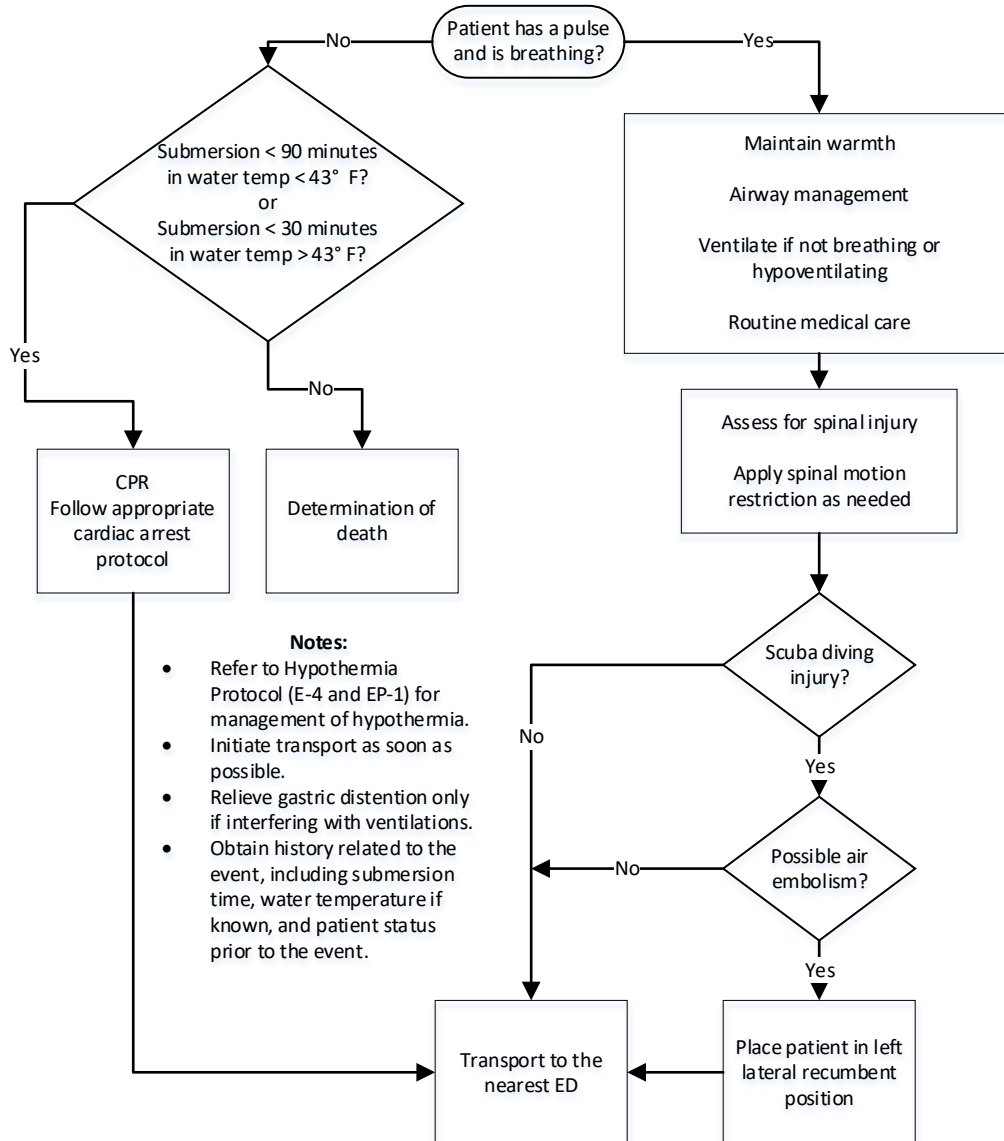 Patient has a pulse
and is breathing?
No
Yes
Submersion < 90 minutes
in water temp < 43° F?
or
Submersion < 30 minutes
in water temp > 43° F?
Maintain warmth
Airway management
Ventilate if not breathing or
hypoventilating
Routine medical care
Yes
No
Assess for spinal injury
Apply spinal motion
restriction as needed
CPR
Follow appropriate
cardiac arrest
protocol
Determination of
death
Scuba diving
injury?
No
Yes
Notes:
• Refer to Hypothermia
Protocol (E-4 and EP-1) for
management of hypothermia.
• Initiate transport as soon as
possible.
• Relieve gastric distention only
if interfering with ventilations.
• Obtain history related to the
event, including submersion
time, water temperature if
known, and patient status
prior to the event.
Possible air
embolism?
No
Yes
Transport to the
nearest ED
Place patient in left
lateral recumbent
position